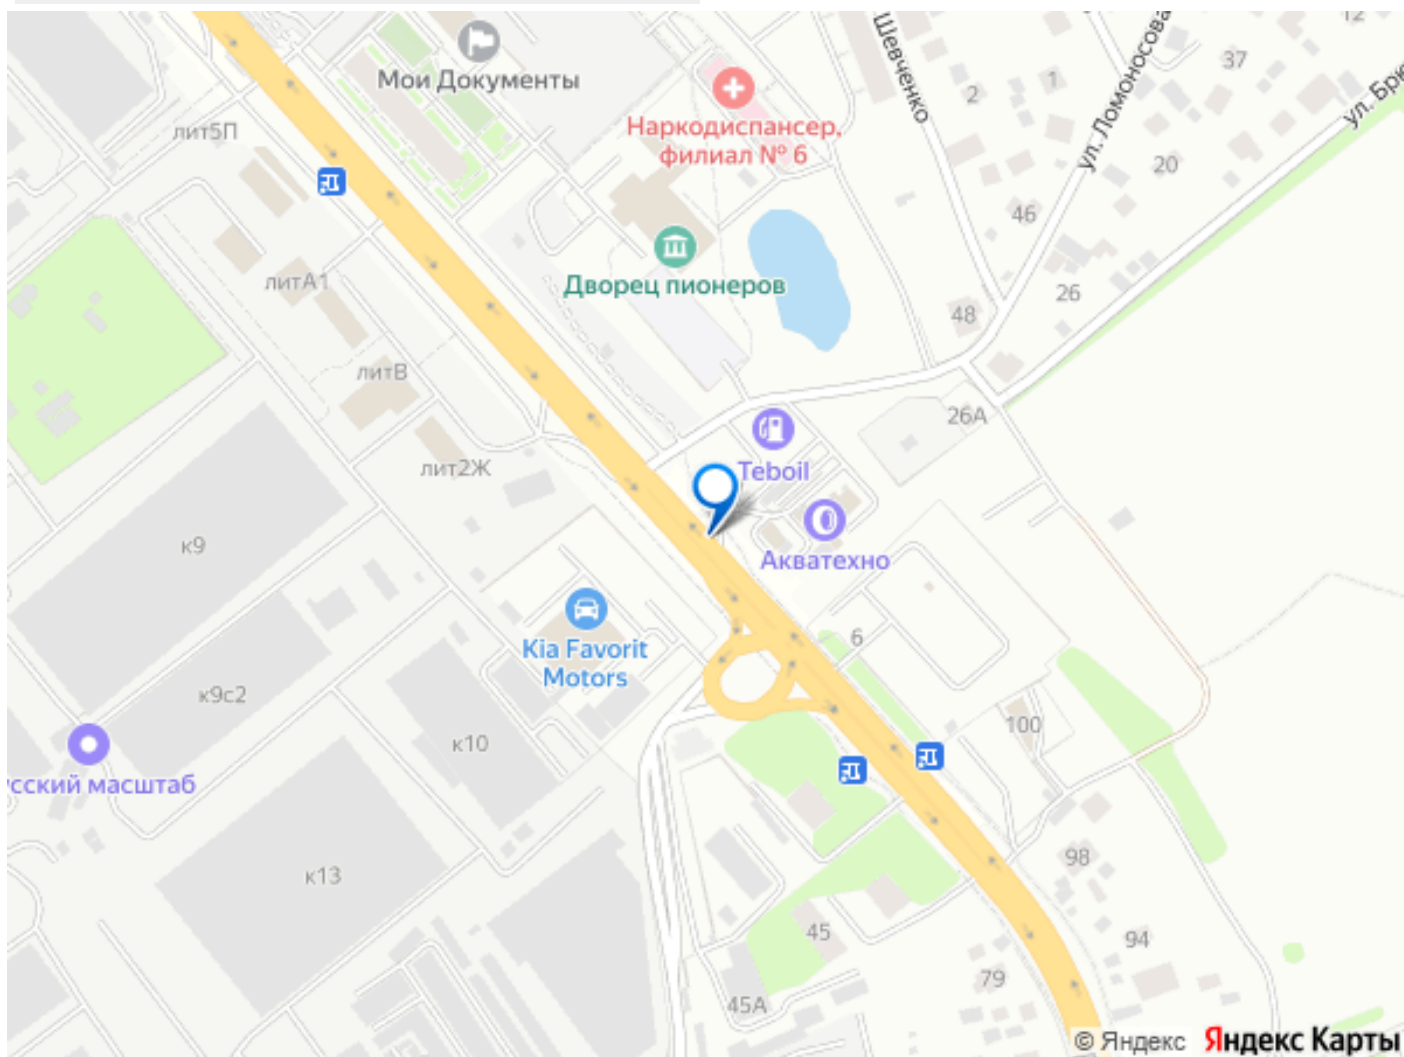 12
Шевченко
ул. Ломоносова
37
Мои Документы
1
2
ул. Брю
лит5П
Наркодиспансер,
филиал № 6
20
46
Дворец пионеров
литА1
26
48
литВ
26А
Teboil
лит2Ж
к9
Акватехно
6
Kia Favorit
Motors
к9с2
100
к10
усский масштаб
к13
98
45
94
79
45А
© Яндекс Яндекс Карты